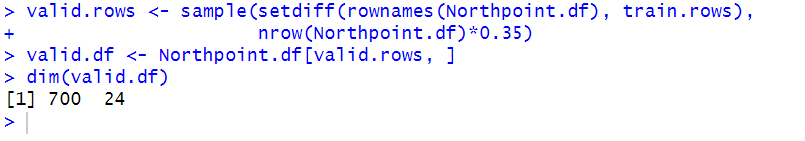 > valid.rows <- sample(setdiff(rownames(Northpoint.df), train.rows),
+                      nrow(Northpoint.df)*0.35)
> valid.df <- Northpoint.df[valid.rows, ]
> dim(valid.df)
[1] 700  24
>